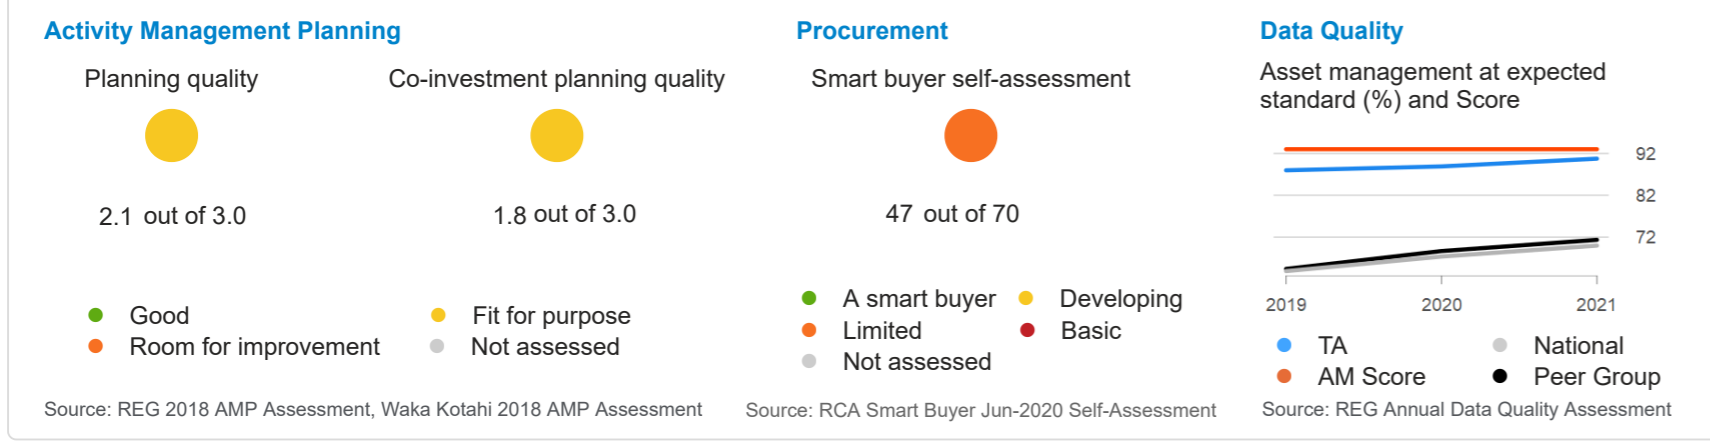 Activity Management Planning
Planning quality
Co-investment planning quality
2.1 out of 3.0
1.8 out of 3.0
Good
Fit for purpose
Room for improvement
Not assessed
Source: REG 2018 AMP Assessment, Waka Kotahi 2018 AMP Assessment
Procurement
Smart buyer self-assessment
47 out of 70
A smart buyer
Developing
Limited
Basic
Not assessed
Source: RCA Smart Buyer Jun-2020 Self-Assessment
Data Quality
Asset management at expected
standard (%) and Score
92
82
72
2019 2020 2021
TA
National
AM Score
Peer Group
Source: REG Annual Data Quality Assessment